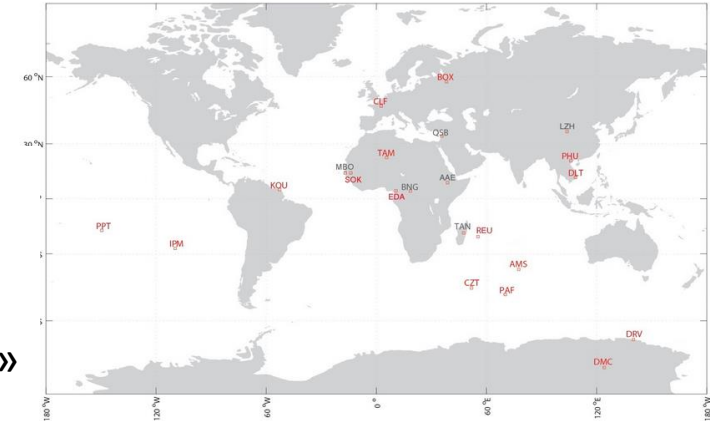 60 °N
BOX
CLF
LZH
QSB
30 °N
TAM
PHU
MBO
SOK
DLT
AAE
KOU
BNG
EDA
PPT
TAN
REU
IPM
AMS
CZT
PAF
DRV
»
DMC
180 °W
120 °W
60 °W
0 °
60 °E
120 °E
180 °W